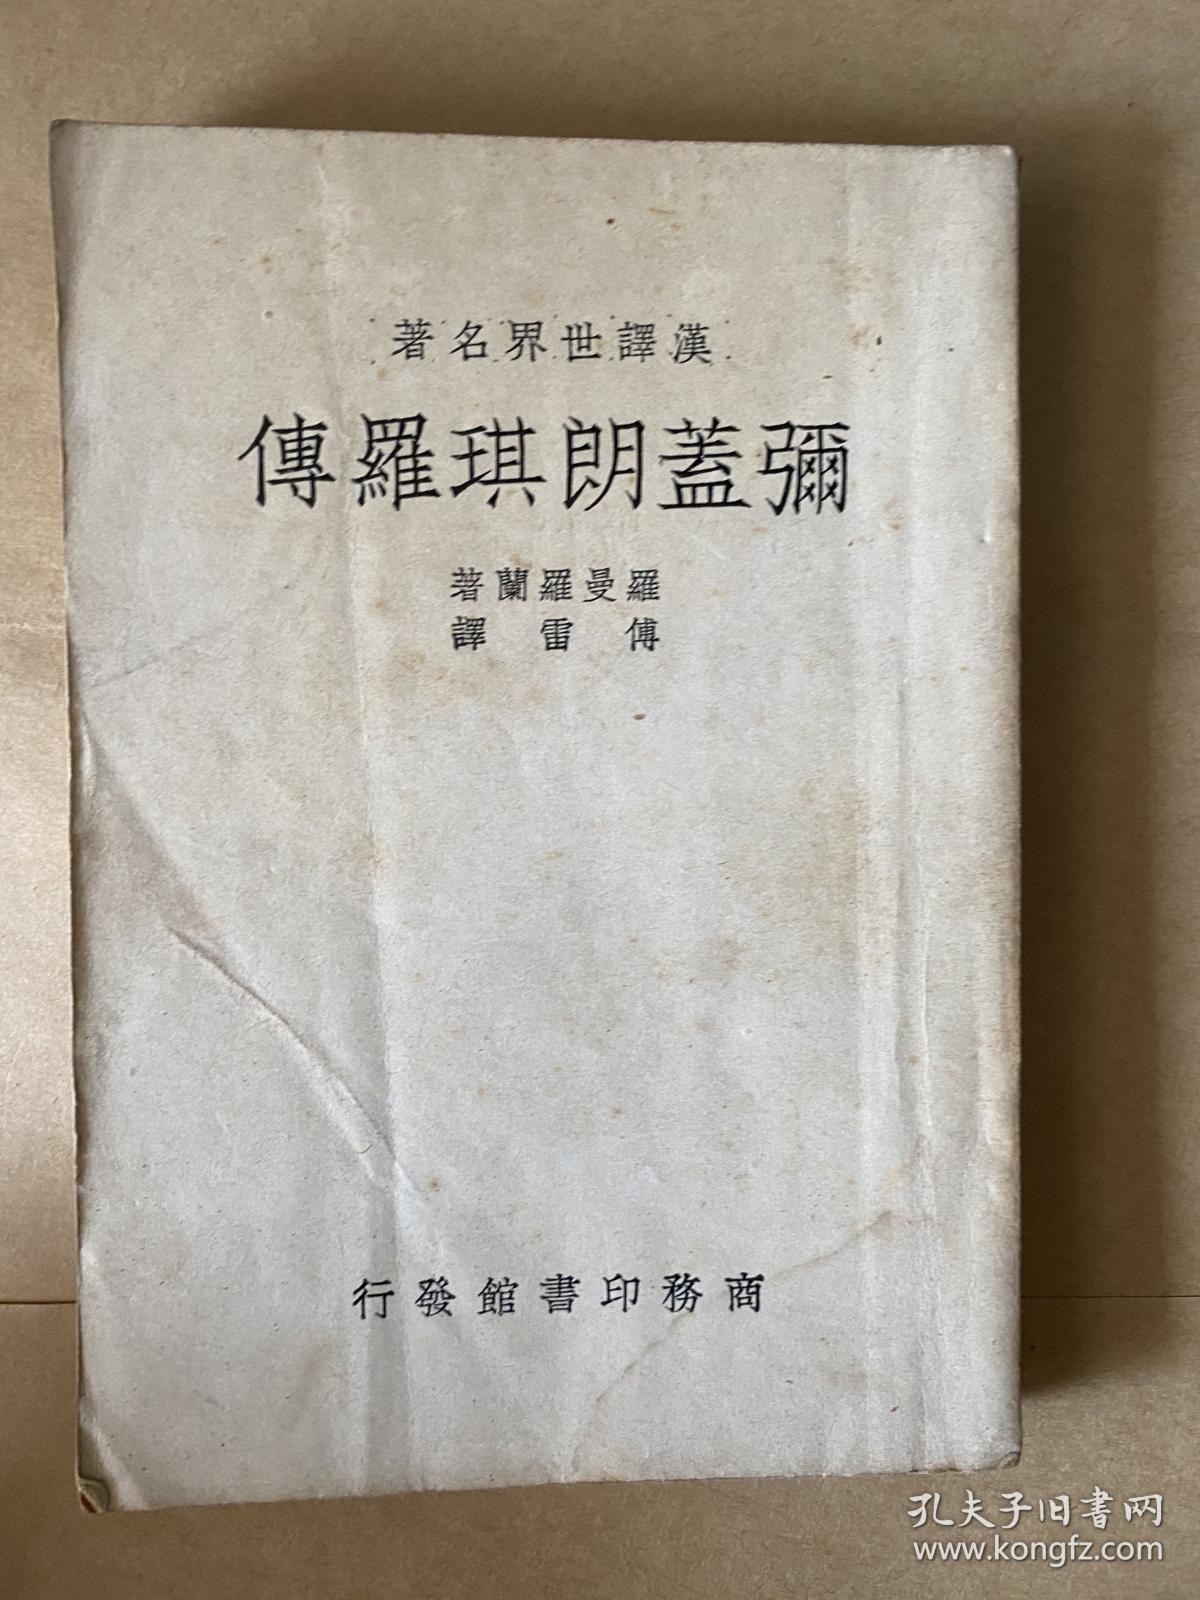 漢譯世界名著
彌蓋朗琪羅傳
羅曼羅蘭著
傅雷譯
商務印書館發行
孔夫子旧书网
www.kongfz.com